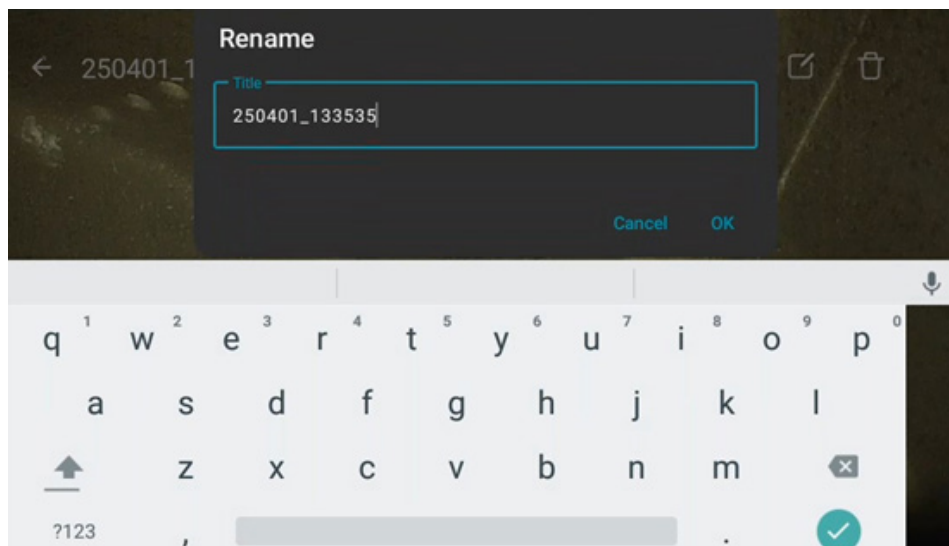 Rename
250401_1
Title
250401_133535
Cancel OK
q 1 w 2 e 3 r 4 t 5 y 6 u 7 i 8 o 9 p 0
a s d f g h j k l
z x c v b n m
?123 , .